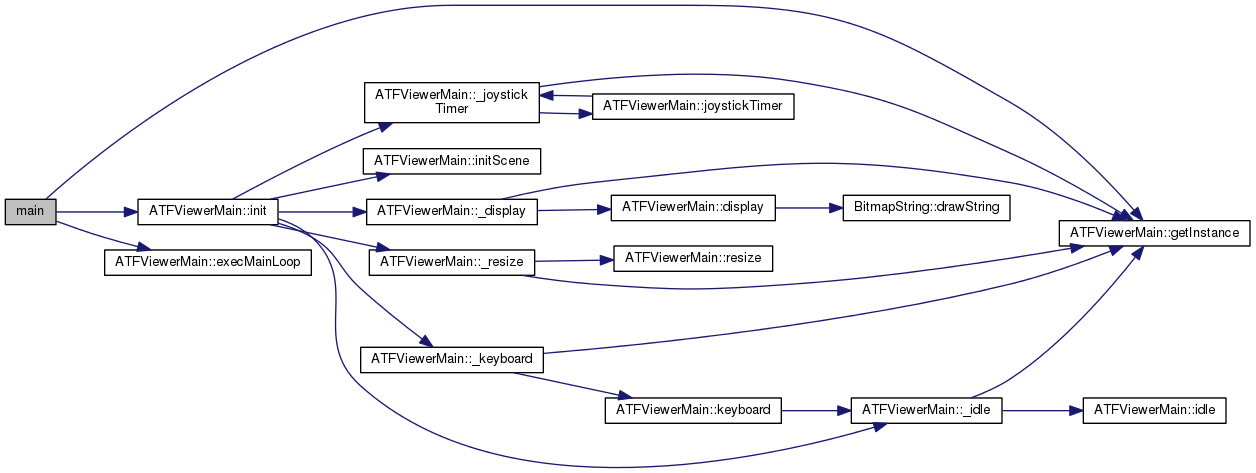 ATFViewerMain::_joystick
Timer
ATFViewerMain::joystickTimer
ATFViewerMain::initScene
main
ATFViewerMain::init
ATFViewerMain::_display
ATFViewerMain::display
BitmapString::drawString
ATFViewerMain::getInstance
ATFViewerMain::execMainLoop
ATFViewerMain::_resize
ATFViewerMain::resize
ATFViewerMain::_keyboard
ATFViewerMain::keyboard
ATFViewerMain::_idle
ATFViewerMain::idle